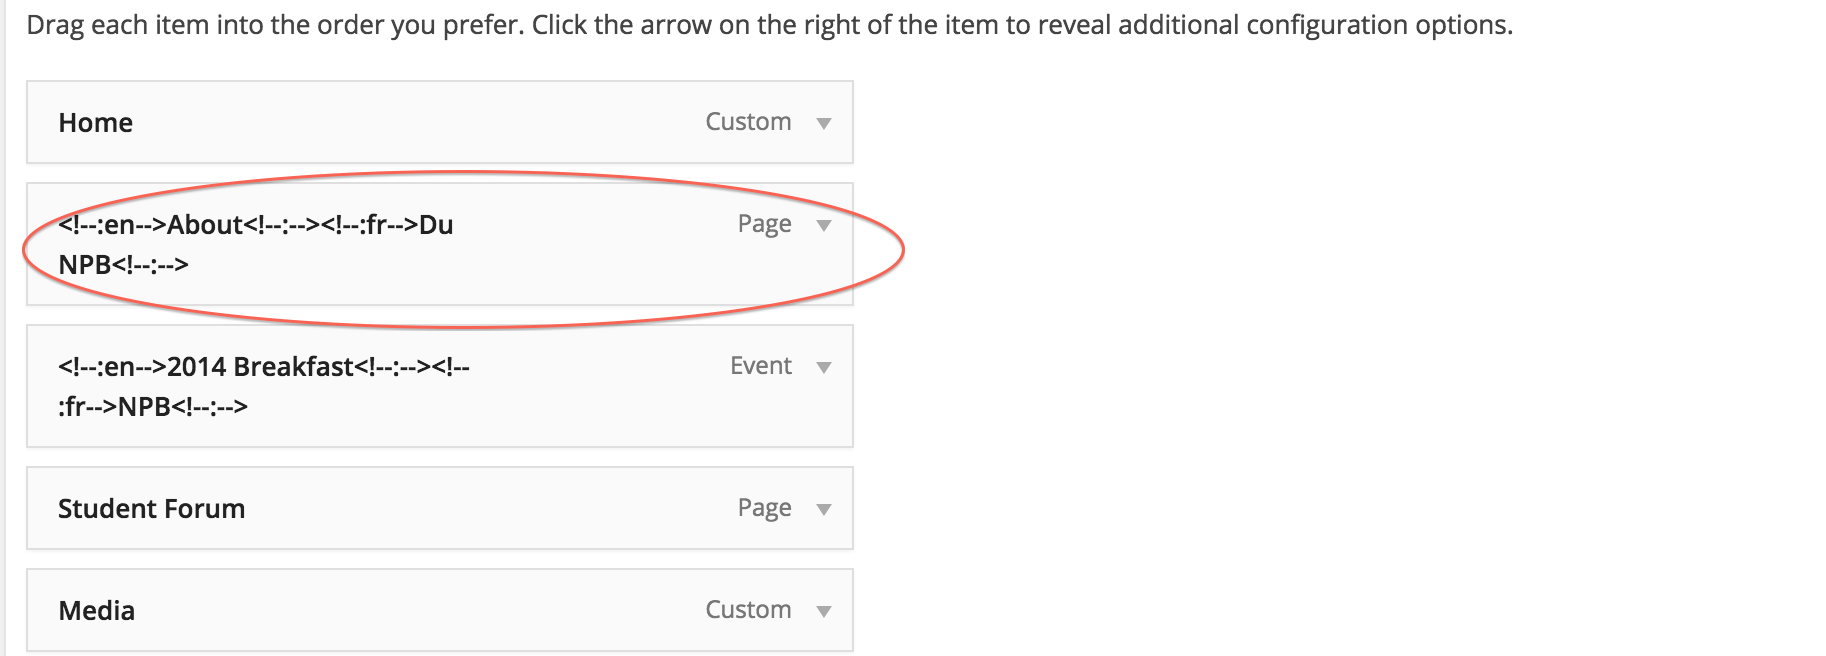 Drag each item into the order you prefer. Click the arrow on the right of the item to reveal additional configuration options.
Home Custom
<!--:en-->About<!--:--><!--:fr-->Du Page
NPB<!--:-->
<!--:en-->2014 Breakfast<!--:--><!-- Event
:fr-->NPB<!--:-->
Student Forum Page
Media Custom